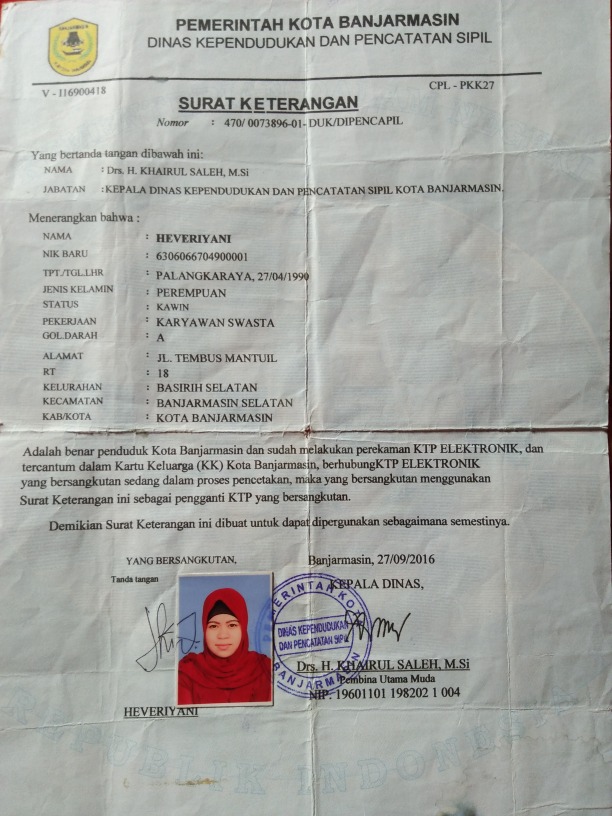 PEMERINTAH KOTA BANJARMASIN
DINAS KEPENDUDUKAN DAN PENCATATAN SIPIL
V - 116900418
CPL - PKK27
SURAT KETERANGAN
Nomor : 470/ 0073896-01- DUK/DIPENCAPIL
Yang bertanda tangan dibawah ini:
NAMA : Drs. H. KHAIRUL SALEH, M.Si
JABATAN : KEPALA DINAS KEPENDUDUKAN DAN PENCATATAN SIPIL KOTA BANJARMASIN.
Menerangkan bahwa :
NAMA : HEVERIYANI
NIK BARU : 6306066704900001
TPT./TGL.LHR : PALANGKARAYA, 27/04/1990
JENIS KELAMIN : PEREMPUAN
STATUS : KAWIN
PEKERJAAN : KARYAWAN SWASTA
GOL.DARAH : A
ALAMAT : JL. TEMBUS MANTUIL
RT : 18
KELURAHAN : BASIRIH SELATAN
KECAMATAN : BANJARMASIN SELATAN
KAB/KOTA : KOTA BANJARMASIN
Adalah benar penduduk Kota Banjarmasin dan sudah melakukan perekaman KTP ELEKTRONIK, dan
tercantum dalam Kartu Keluarga (KK) Kota Banjarmasin, berhubungKTP ELEKTRONIK
yang bersangkutan sedang dalam proses pencetakan, maka yang bersangkutan menggunakan
Surat Keterangan ini sebagai pengganti KTP yang bersangkutan.
Demikian Surat Keterangan ini dibuat untuk dapat dipergunakan sebagaimana semestinya.
YANG BERSANGKUTAN,
Banjarmasin, 27/09/2016
Tanda tangan
KEPALA DINAS,
PEMERINTAH KOTA
DINAS KEPENDUDUKAN
DAN PENCATATAN SIPIL
BANJARMASIN
Drs. H. KHAIRUL SALEH, M.Si
Pembina Utama Muda
NIP. 19601101 198202 1 004
HEVERIYANI
REPUBLIK INDONESIA